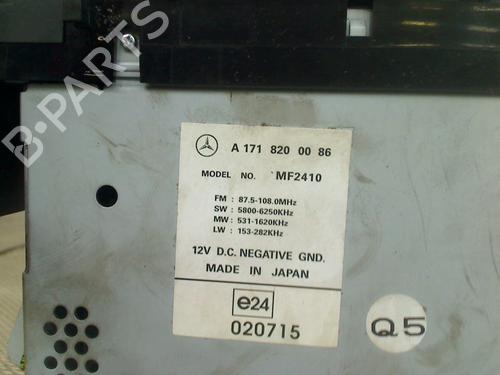 A 171 820 00 86
MODEL NO. MF2410
FM : 87.5-108.0MHz
SW : 5800-6250KHz
MW : 531-1620KHz
LW : 153-282KHz
12V D.C. NEGATIVE GND.
MADE IN JAPAN
e24
020715
Q5
B-PARTS